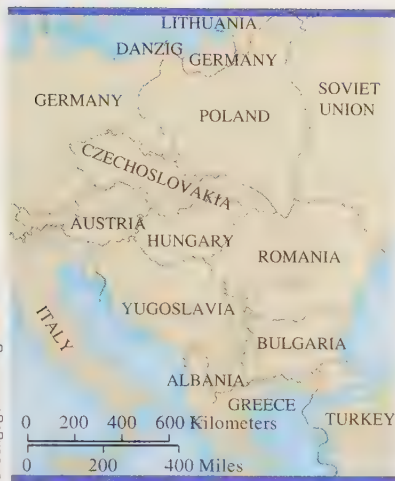 LITHUANIA
DANZIG
GERMANY
SOVIET
UNION
GERMANY
POLAND
CZECHOSLOVAKIA
AUSTRIA
HUNGARY
ROMANIA
YUGOSLAVIA
ITALY
BULGARIA
ALBANIA
GREECE
TURKEY
0 200 400 600 Kilometers
0 200 400 Miles